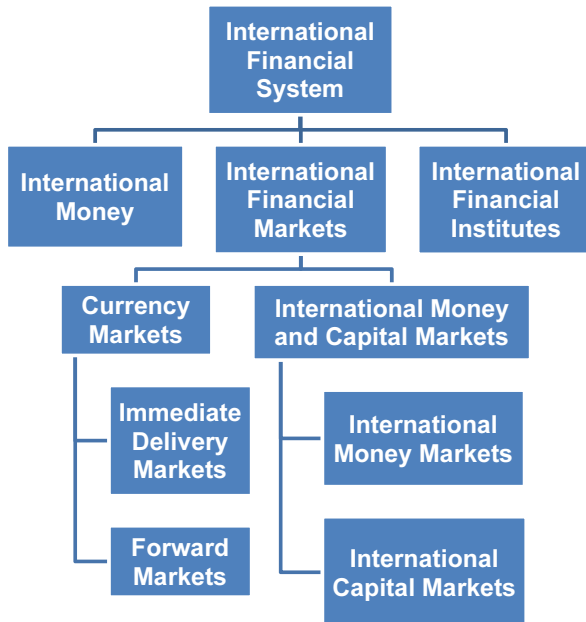 International
Financial
System
International
Money
International
Financial
Markets
International
Financial
Institutes
Currency
Markets
International Money
and Capital Markets
Immediate
Delivery
Markets
International
Money Markets
Forward
Markets
International
Capital Markets